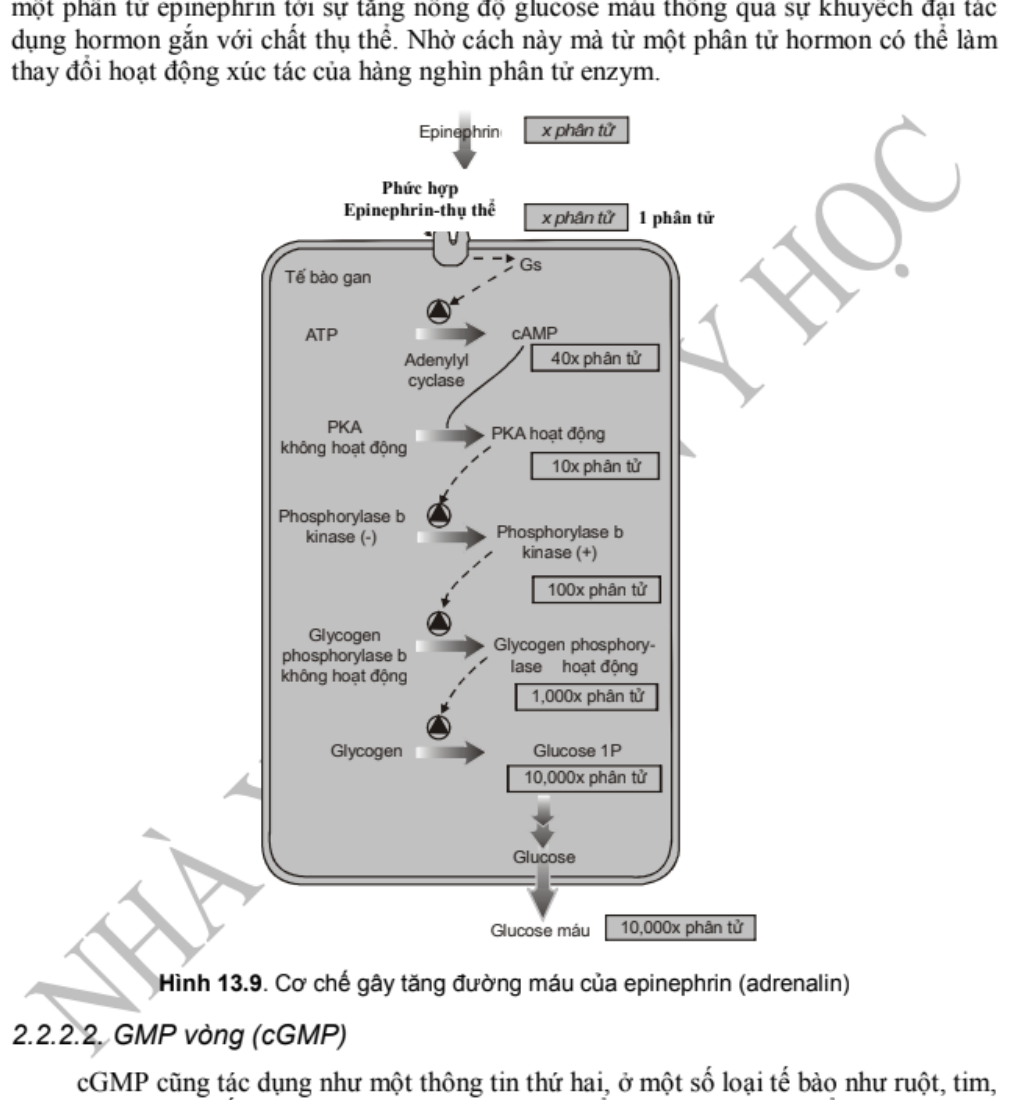 một phân tử epinephrin tới sự tăng nồng độ glucose máu thông qua sự khuyếch đại tác
dụng hormon gắn với chất thụ thể. Nhờ cách này mà từ một phân tử hormon có thể làm
thay đổi hoạt động xúc tác của hàng nghìn phân tử enzym.
Epinephrin x phân tử
Phức hợp
Epinephrin-thụ thể x phân tử 1 phân tử
Tế bào gan
Gs
ATP cAMP
Adenylyl
cyclase
40x phân tử
PKA
không hoạt động
PKA hoạt động
10x phân tử
Phosphorylase b
kinase (-)
Phosphorylase b
kinase (+)
100x phân tử
Glycogen
phosphorylase b
không hoạt động
Glycogen phosphory-
lase hoạt động
1,000x phân tử
Glycogen Glucose 1P
10,000x phân tử
Glucose
Glucose máu 10,000x phân tử
Hình 13.9. Cơ chế gây tăng đường máu của epinephrin (adrenalin)
2.2.2.2. GMP vòng (cGMP)
cGMP cũng tác dụng như một thông tin thứ hai, ở một số loại tế bào như ruột, tim,
NHÀ Y HỌC